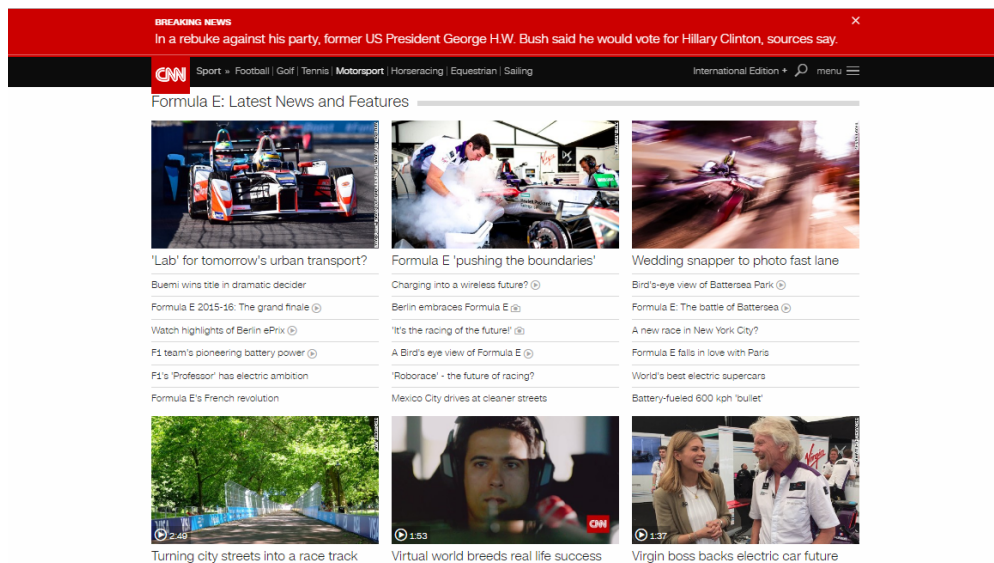 BREAKING NEWS
In a rebuke against his party, former US President George H.W. Bush said he would vote for Hillary Clinton, sources say.
CNN Sport » Football | Golf | Tennis | Motorsport | Horseracing | Equestrian | Sailing International Edition + menu
Formula E: Latest News and Features
'Lab' for tomorrow's urban transport?
Buemi wins title in dramatic decider
Formula E 2015-16: The grand finale
Watch highlights of Berlin ePrix
F1 team's pioneering battery power
F1's 'Professor' has electric ambition
Formula E's French revolution
Virgin
Formula E 'pushing the boundaries'
Charging into a wireless future?
Berlin embraces Formula E
'It's the racing of the future!'
A Bird's eye view of Formula E
'Roborace' - the future of racing?
Mexico City drives at cleaner streets
Wedding snapper to photo fast lane
Bird's-eye view of Battersea Park
Formula E: The battle of Battersea
A new race in New York City?
Formula E falls in love with Paris
World's best electric supercars
Battery-fueled 600 kph 'bullet'
2:49
Turning city streets into a race track
CNN
1:53
Virtual world breeds real life success
Virgin
1:37
Virgin boss backs electric car future